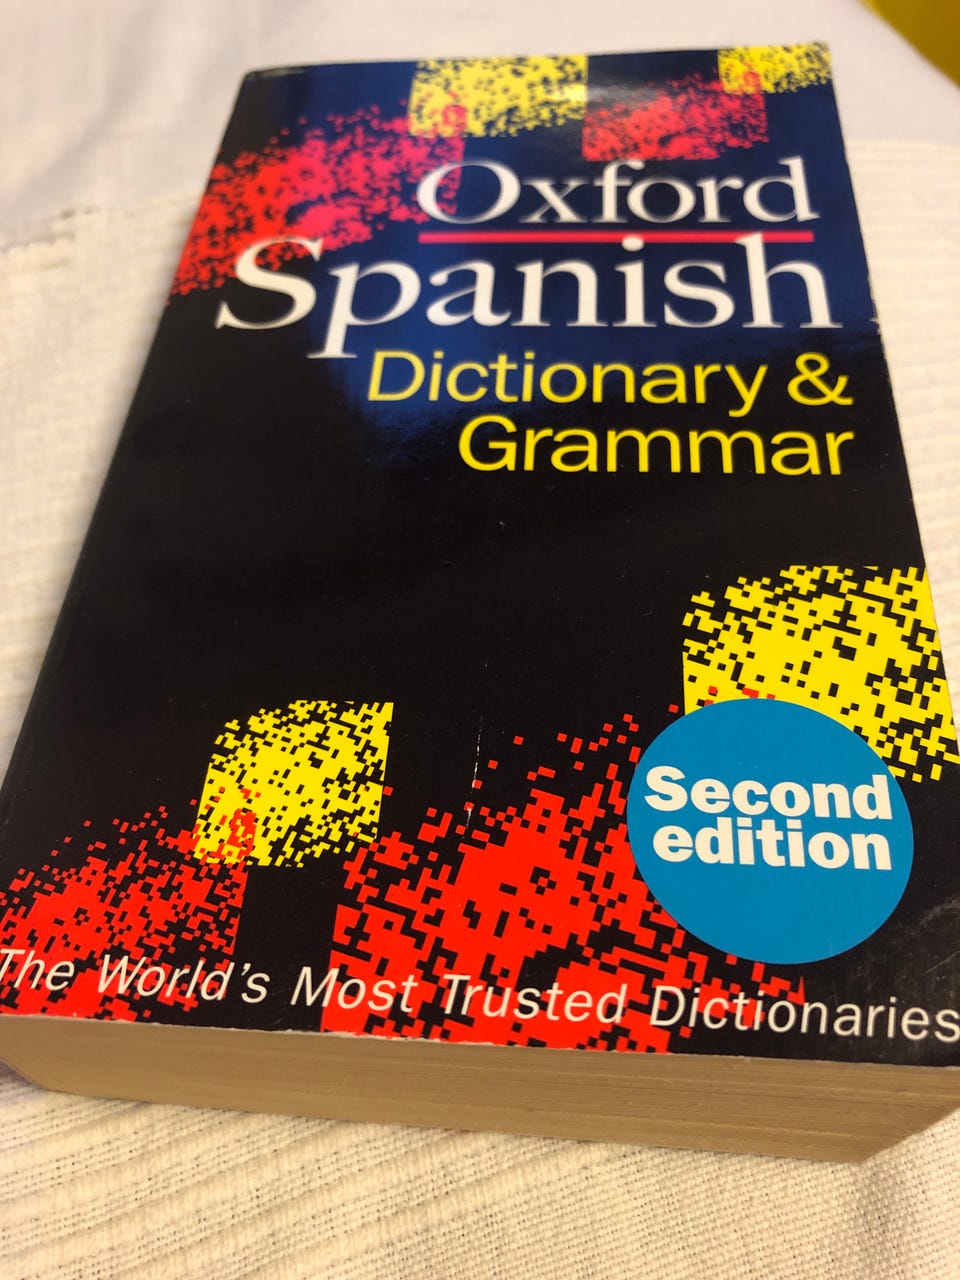 Oxford
Spanish
Dictionary &
Grammar
Second
edition
The World's Most Trusted Dictionaries